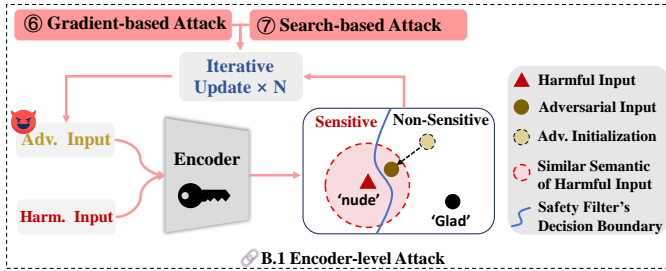 ⑥ Gradient-based Attack
⑦ Search-based Attack
Iterative
Update × N
Adv. Input
Harm. Input
Encoder
Sensitive
Non-Sensitive
'nude'
'Glad'
Harmful Input
Adversarial Input
Adv. Initialization
Similar Semantic
of Harmful Input
Safety Filter's
Decision Boundary
B.1 Encoder-level Attack